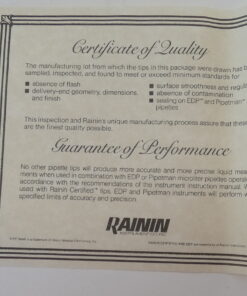 Certificate of Quality
The manufacturing lot from which the tips in this package were drawn has b
sampled, inspected, and found to meet or exceed minimum standards for
absence of flash
delivery-end geometry, dimensions,
and finish
surface smoothness and regul
absence of contamination
sealing on EDP™ and Pipetman
pipettes
This inspection and Rainin's unique manufacturing process assure that thes
are the finest quality possible.
Guarantee of Performance
No other pipette tips will produce more accurate and more precise liquid mea
ments when used in combination with EDP or Pipetman microliter pipettes operat
accordance with the recommendations of the instrument instruction manual. W
used with Rainin Certified™ tips, EDP and Pipetman instruments will perform w
specified limits of accuracy and precision.
RAININ